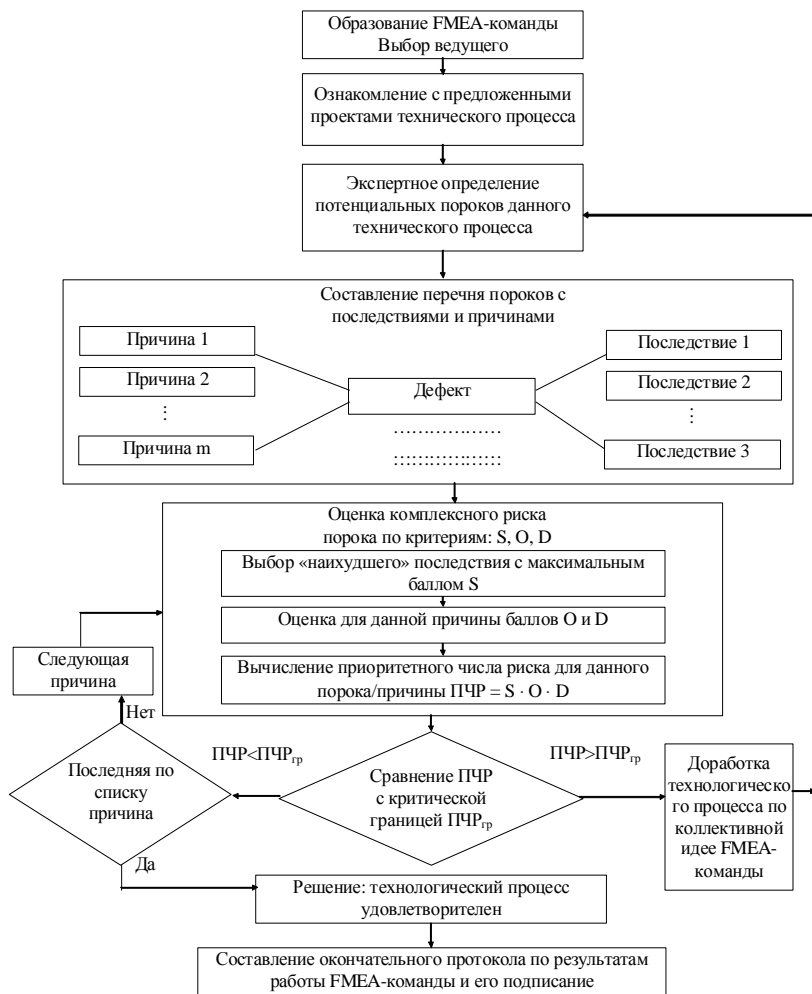 Образование FMEA-команды
Выбор ведущего
Ознакомление с предложенными
проектами технического процесса
Экспертное определение
потенциальных пороков данного
технического процесса
Составление перечня пороков с
последствиями и причинами
Причина 1
Причина 2
⋮
Причина m
Дефект
………………
………………
Последствие 1
Последствие 2
⋮
Последствие 3
Оценка комплексного риска
порока по критериям: S, O, D
Выбор «наихудшего» последствия с максимальным
баллом S
Оценка для данной причины баллов O и D
Вычисление приоритетного числа риска для данного
порока/причины ПЧР = S · O · D
Следующая
причина
Нет
Последняя по
списку
причина
Да
ПЧР<ПЧРгр
Сравнение ПЧР
с критической
границей ПЧРгр
ПЧР>ПЧРгр
Доработка
технологическо
го процесса по
коллективной
идее FMEA-
команды
Решение: технологический процесс
удовлетворителен
Составление окончательного протокола по результатам
работы FMEA-команды и его подписание